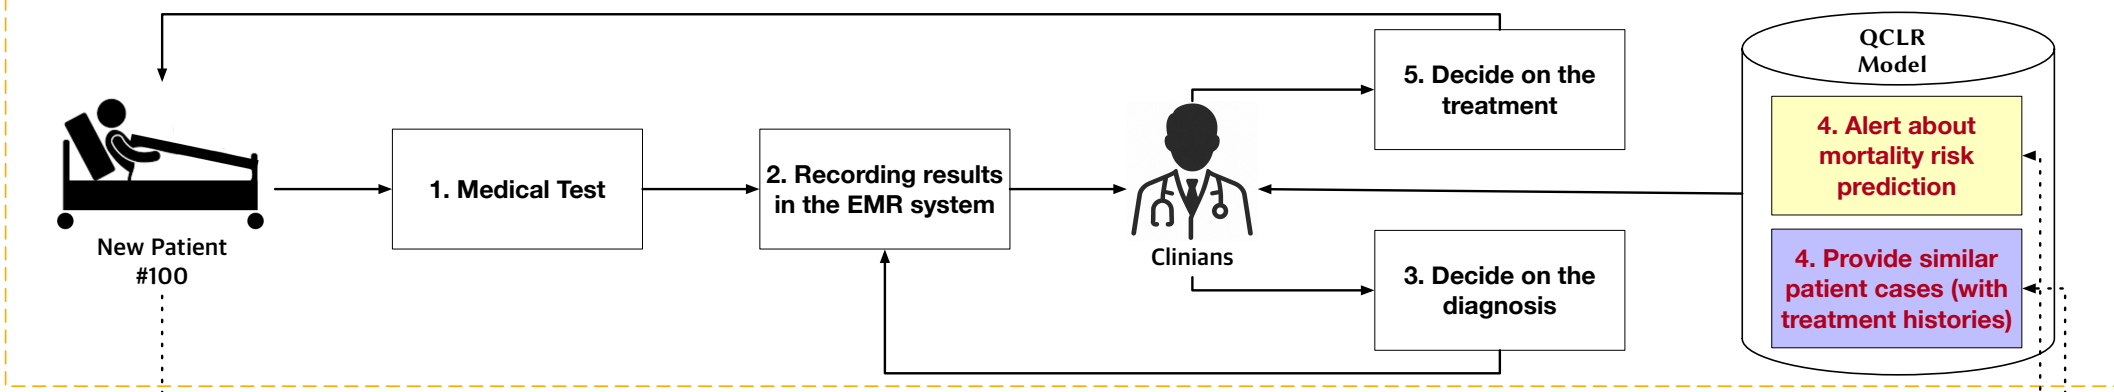 New Patient
#100
1. Medical Test
2. Recording results
in the EMR system
Clinians
5. Decide on the
treatment
3. Decide on the
diagnosis
QCLR
Model
4. Alert about
mortality risk
prediction
4. Provide similar
patient cases (with
treatment histories)